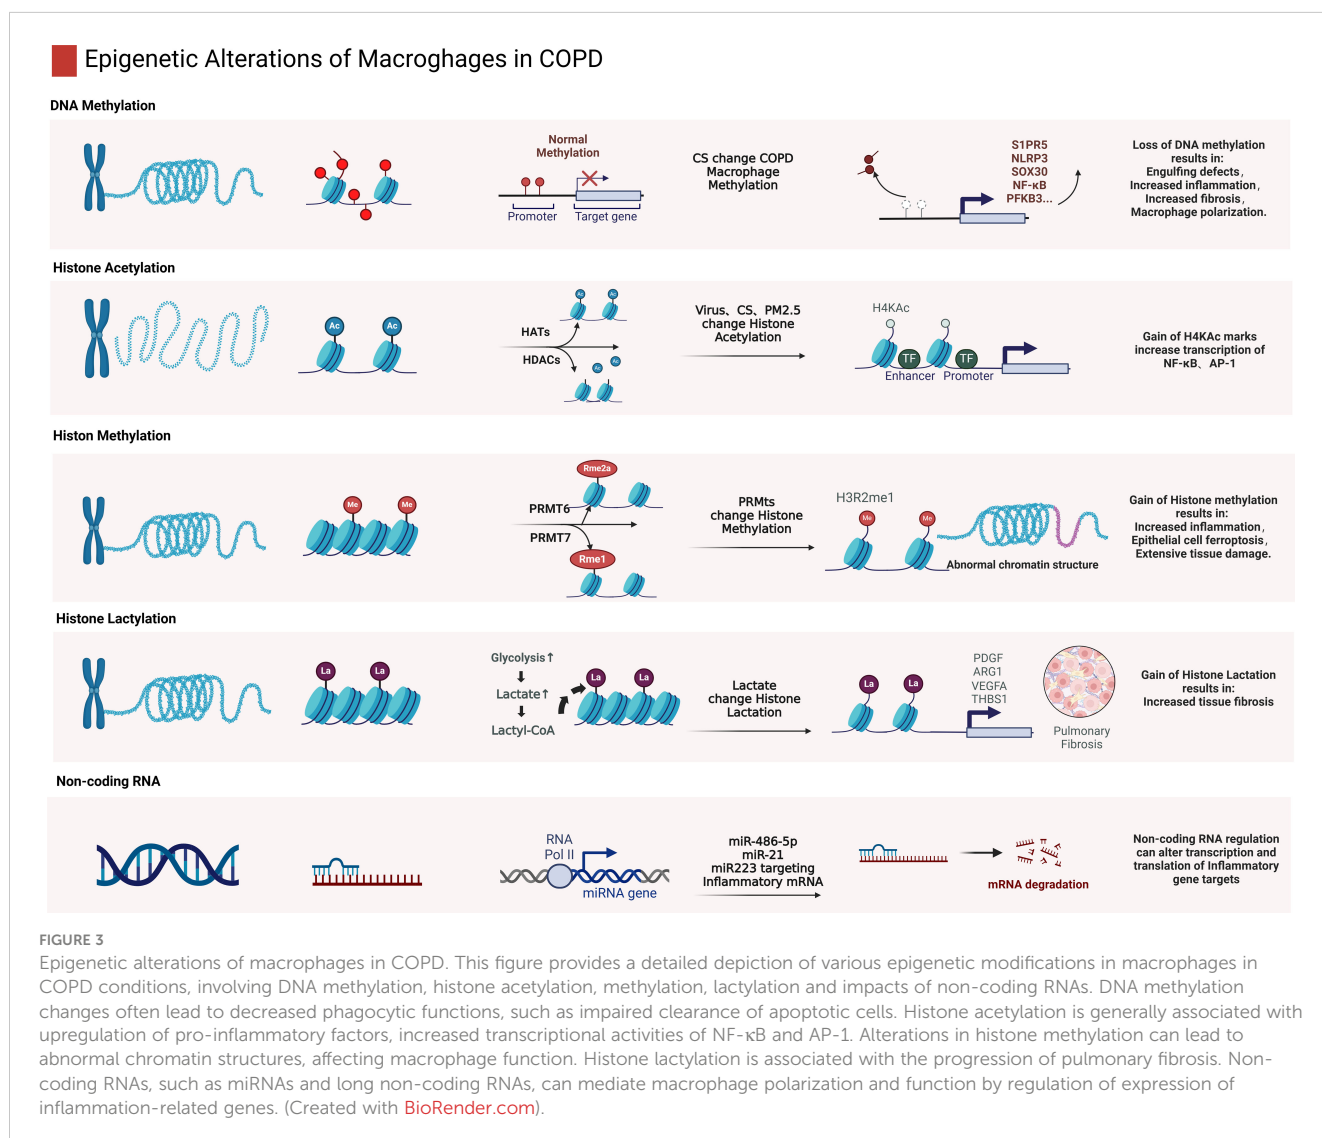 Epigenetic Alterations of Macroghages in COPD
DNA Methylation
Normal
Methylation
Promoter
Target gene
CS change COPD
Macrophage
Methylation
S1PR5
NLRP3
SOX30
NF-κB
PFKB3...
Loss of DNA methylation
results in:
Engulfing defects,
Increased inflammation,
Increased fibrosis,
Macrophage polarization.
Histone Acetylation
Ac
Ac
HATs
HDACs
Ac
Ac
Ac
Ac
Virus、CS、PM2.5
change Histone
Acetylation
H4KAc
TF
TF
Enhancer
Promoter
Gain of H4KAc marks
increase transcription of
NF-κB、AP-1
Histon Methylation
Me
Me
Rme2a
PRMT6
PRMT7
Rme1
PRMts
change Histone
Methylation
H3R2me1
Me
Me
Abnormal chromatin structure
Gain of Histone methylation
results in:
Increased inflammation,
Epithelial cell ferroptosis,
Extensive tissue damage.
Histone Lactylation
La
La
Glycolysis↑
Lactate↑
Lactyl-CoA
La
La
Lactate
change Histone
Lactation
La
La
PDGF
ARG1
VEGFA
THBS1
Pulmonary
Fibrosis
Gain of Histone Lactation
results in:
Increased tissue fibrosis
Non-coding RNA
RNA
Pol II
miRNA gene
miR-486-5p
miR-21
miR223 targeting
Inflammatory mRNA
mRNA degradation
Non-coding RNA regulation
can alter transcription and
translation of Inflammatory
gene targets
FIGURE 3
Epigenetic alterations of macrophages in COPD. This figure provides a detailed depiction of various epigenetic modifications in macrophages in
COPD conditions, involving DNA methylation, histone acetylation, methylation, lactylation and impacts of non-coding RNAs. DNA methylation
changes often lead to decreased phagocytic functions, such as impaired clearance of apoptotic cells. Histone acetylation is generally associated with
upregulation of pro-inflammatory factors, increased transcriptional activities of NF-κB and AP-1. Alterations in histone methylation can lead to
abnormal chromatin structures, affecting macrophage function. Histone lactylation is associated with the progression of pulmonary fibrosis. Non-
coding RNAs, such as miRNAs and long non-coding RNAs, can mediate macrophage polarization and function by regulation of expression of
inflammation-related genes. (Created with BioRender.com).